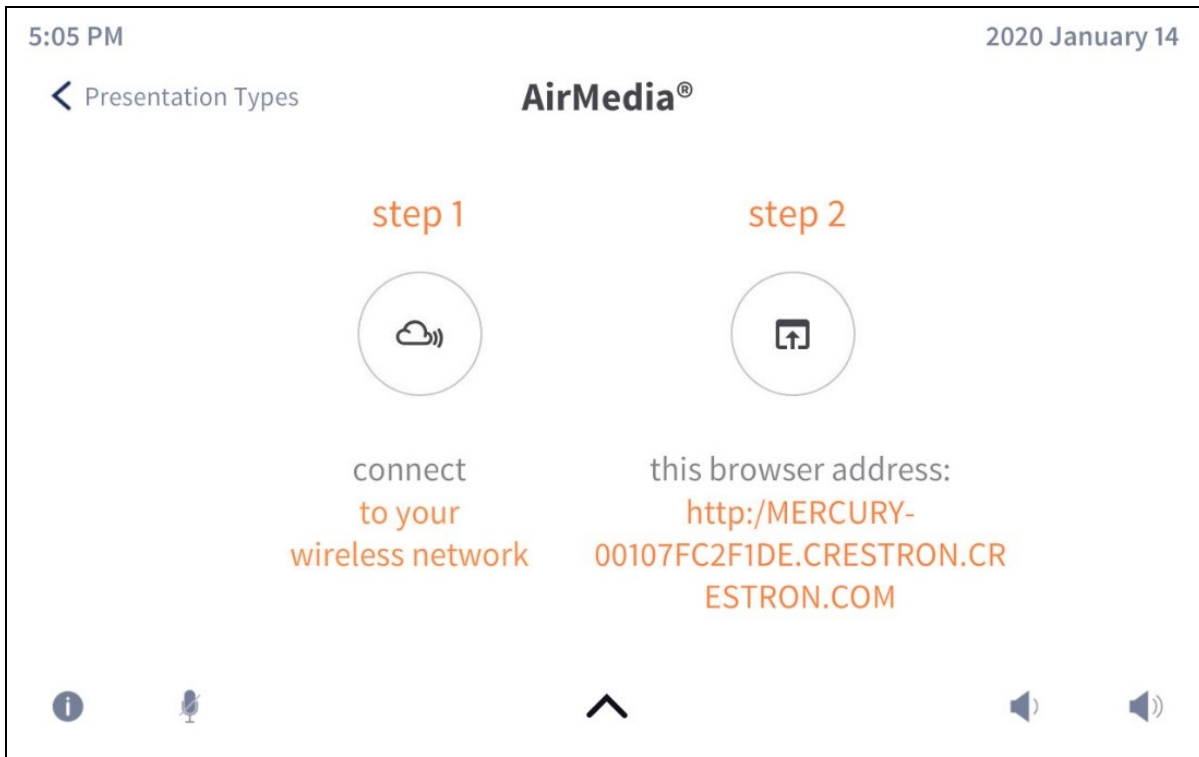 5:05 PM
2020 January 14
Presentation Types
AirMedia®
step 1
step 2
connect
to your
wireless network
this browser address:
http:/MERCURY-
00107FC2F1DE.CRESTRON.CR
ESTRON.COM